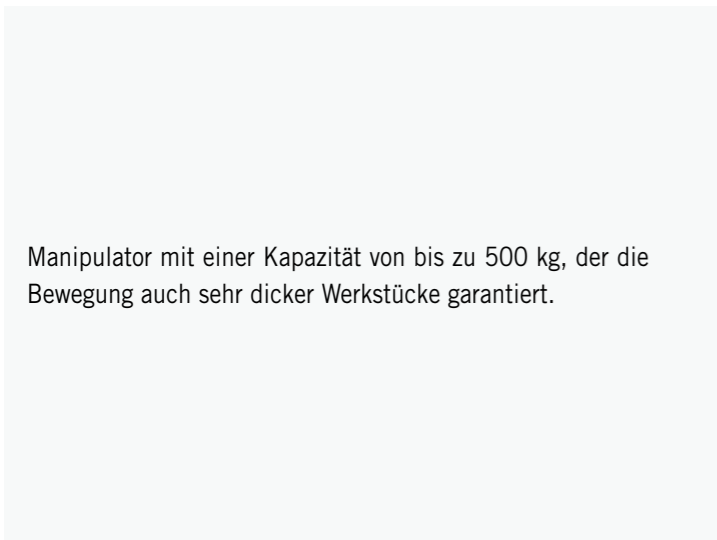 Manipulator mit einer Kapazität von bis zu 500 kg, der die
Bewegung auch sehr dicker Werkstücke garantiert.